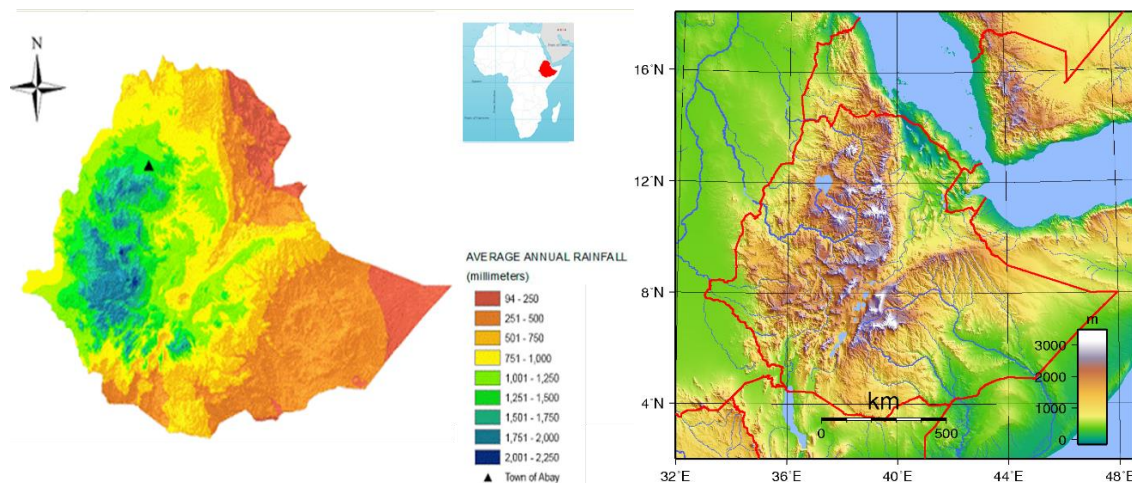 N
AVERAGE ANNUAL RAINFALL
(millimeters)
94 - 250
251 - 500
501 - 750
751 - 1,000
1,001 - 1,250
1,251 - 1,500
1,501 - 1,750
1,751 - 2,000
2,001 - 2,250
Town of Abay
16°N
12°N
8°N
4°N
32°E
36°E
40°E
44°E
48°E
km
0
500
m
3000
2000
1000
0